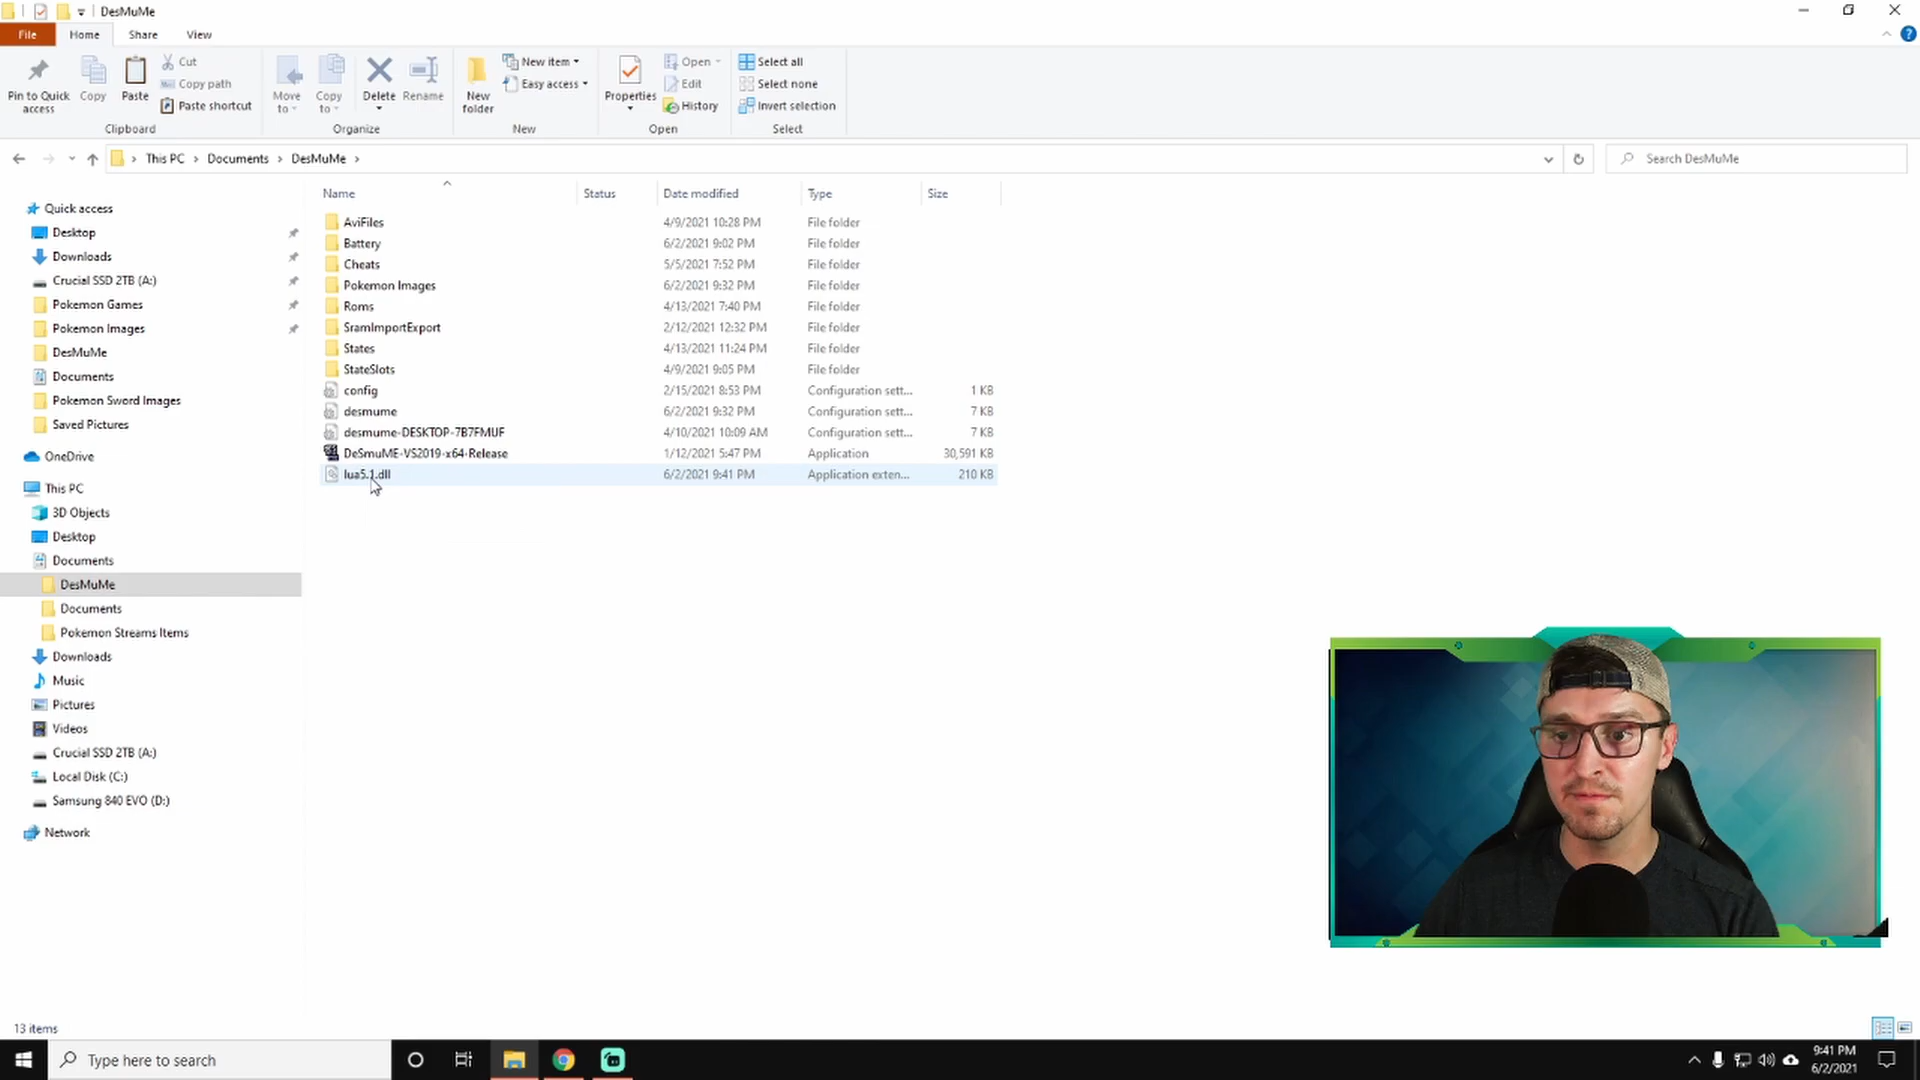 DesMuMe
File Home Share View
Pin to Quick access
Copy
Paste
Cut
Copy path
Paste shortcut
Clipboard
Move to
Copy to
Delete
Rename
Organize
New folder
New item
Easy access
New
Properties
Open
Edit
History
Open
Select all
Select none
Invert selection
Select
This PC > Documents > DesMuMe >
Search DesMuMe
Name Status Date modified Type Size
AviFiles 4/9/2021 10:28 PM File folder
Battery 6/2/2021 9:02 PM File folder
Cheats 5/5/2021 7:52 PM File folder
Pokemon Images 6/2/2021 9:32 PM File folder
Roms 4/13/2021 7:40 PM File folder
SramImportExport 2/12/2021 12:32 PM File folder
States 4/13/2021 11:24 PM File folder
StateSlots 4/9/2021 9:05 PM File folder
config 2/15/2021 8:53 PM Configuration sett... 1 KB
desmume 6/2/2021 9:32 PM Configuration sett... 7 KB
desmume-DESKTOP-7B7FMUF 4/10/2021 10:09 AM Configuration sett... 7 KB
DeSmuME-VS2019-x64-Release 1/12/2021 5:47 PM Application 30,591 KB
lua5.1.dll 6/2/2021 9:41 PM Application exten... 210 KB
Quick access
Desktop
Downloads
Crucial SSD 2TB (A:)
Pokemon Games
Pokemon Images
DesMuMe
Documents
Pokemon Sword Images
Saved Pictures
OneDrive
This PC
3D Objects
Desktop
Documents
DesMuMe
Documents
Pokemon Streams Items
Downloads
Music
Pictures
Videos
Crucial SSD 2TB (A:)
Local Disk (C:)
Samsung 840 EVO (D:)
Network
13 items
Type here to search
9:41 PM
6/2/2021